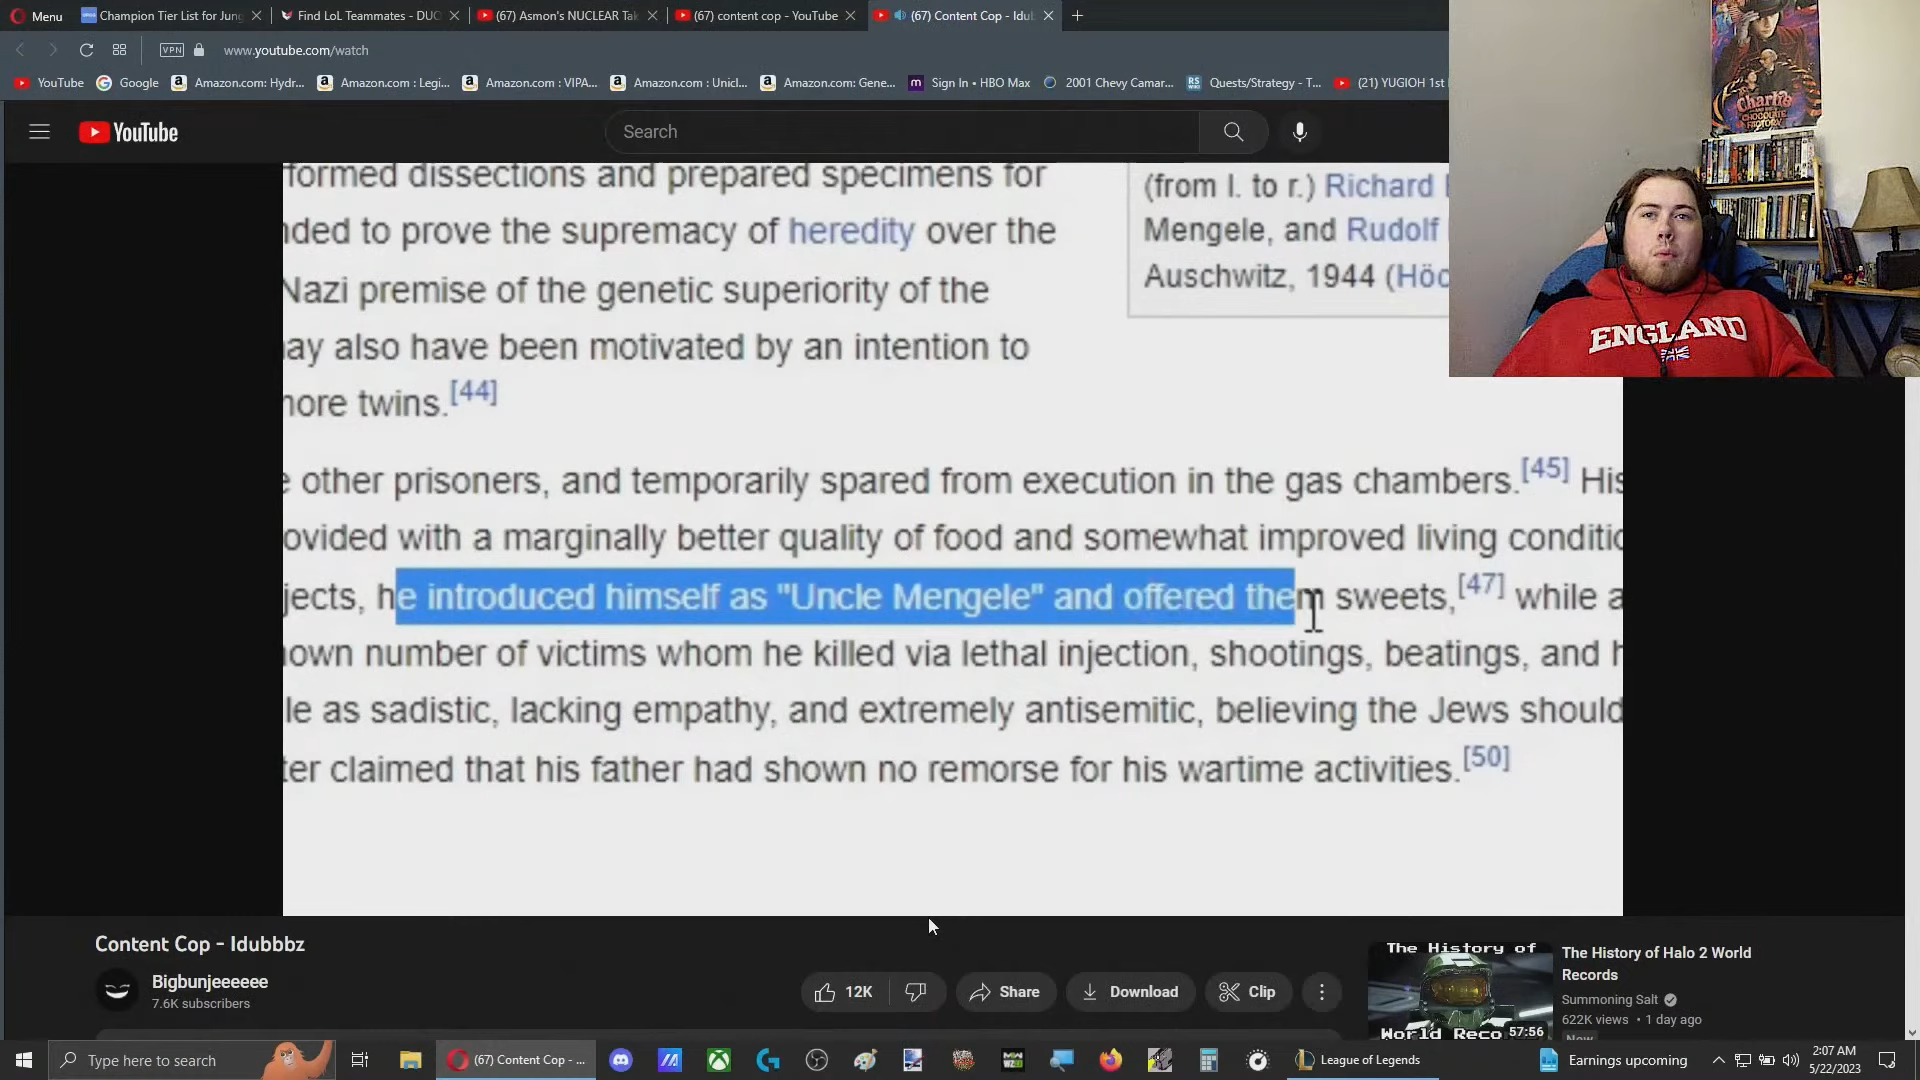 Menu
Champion Tier List for Jung
Find LoL Teammates - DUO
(67) Asmon's NUCLEAR Tak
(67) content cop - YouTube
(67) Content Cop - Idub
VPN
www.youtube.com/watch
YouTube
Google
Amazon.com: Hydr...
Amazon.com : Legi...
Amazon.com : VIPA...
Amazon.com : Unicl...
Amazon.com: Gene...
Sign In • HBO Max
2001 Chevy Camar...
Quests/Strategy - T...
(21) YUGIOH 1st
YouTube
Search
formed dissections and prepared specimens for
nded to prove the supremacy of heredity over the
Nazi premise of the genetic superiority of the
ay also have been motivated by an intention to
more twins.[44]
(from l. to r.) Richard
Mengele, and Rudolf
Auschwitz, 1944 (Höc
e other prisoners, and temporarily spared from execution in the gas chambers.[45] His
ovided with a marginally better quality of food and somewhat improved living conditio
jects, he introduced himself as "Uncle Mengele" and offered them sweets,[47] while a
own number of victims whom he killed via lethal injection, shootings, beatings, and h
le as sadistic, lacking empathy, and extremely antisemitic, believing the Jews should
ter claimed that his father had shown no remorse for his wartime activities.[50]
Charlie
and the
CHOCOLATE
FACTORY
ENGLAND
Content Cop - Idubbbz
Bigbunjeeeeee
7.6K subscribers
12K
Share
Download
Clip
The History of
World Reco
57:56
The History of Halo 2 World
Records
Summoning Salt
622K views • 1 day ago
New
Type here to search
(67) Content Cop - ...
League of Legends
Earnings upcoming
2:07 AM
5/22/2023